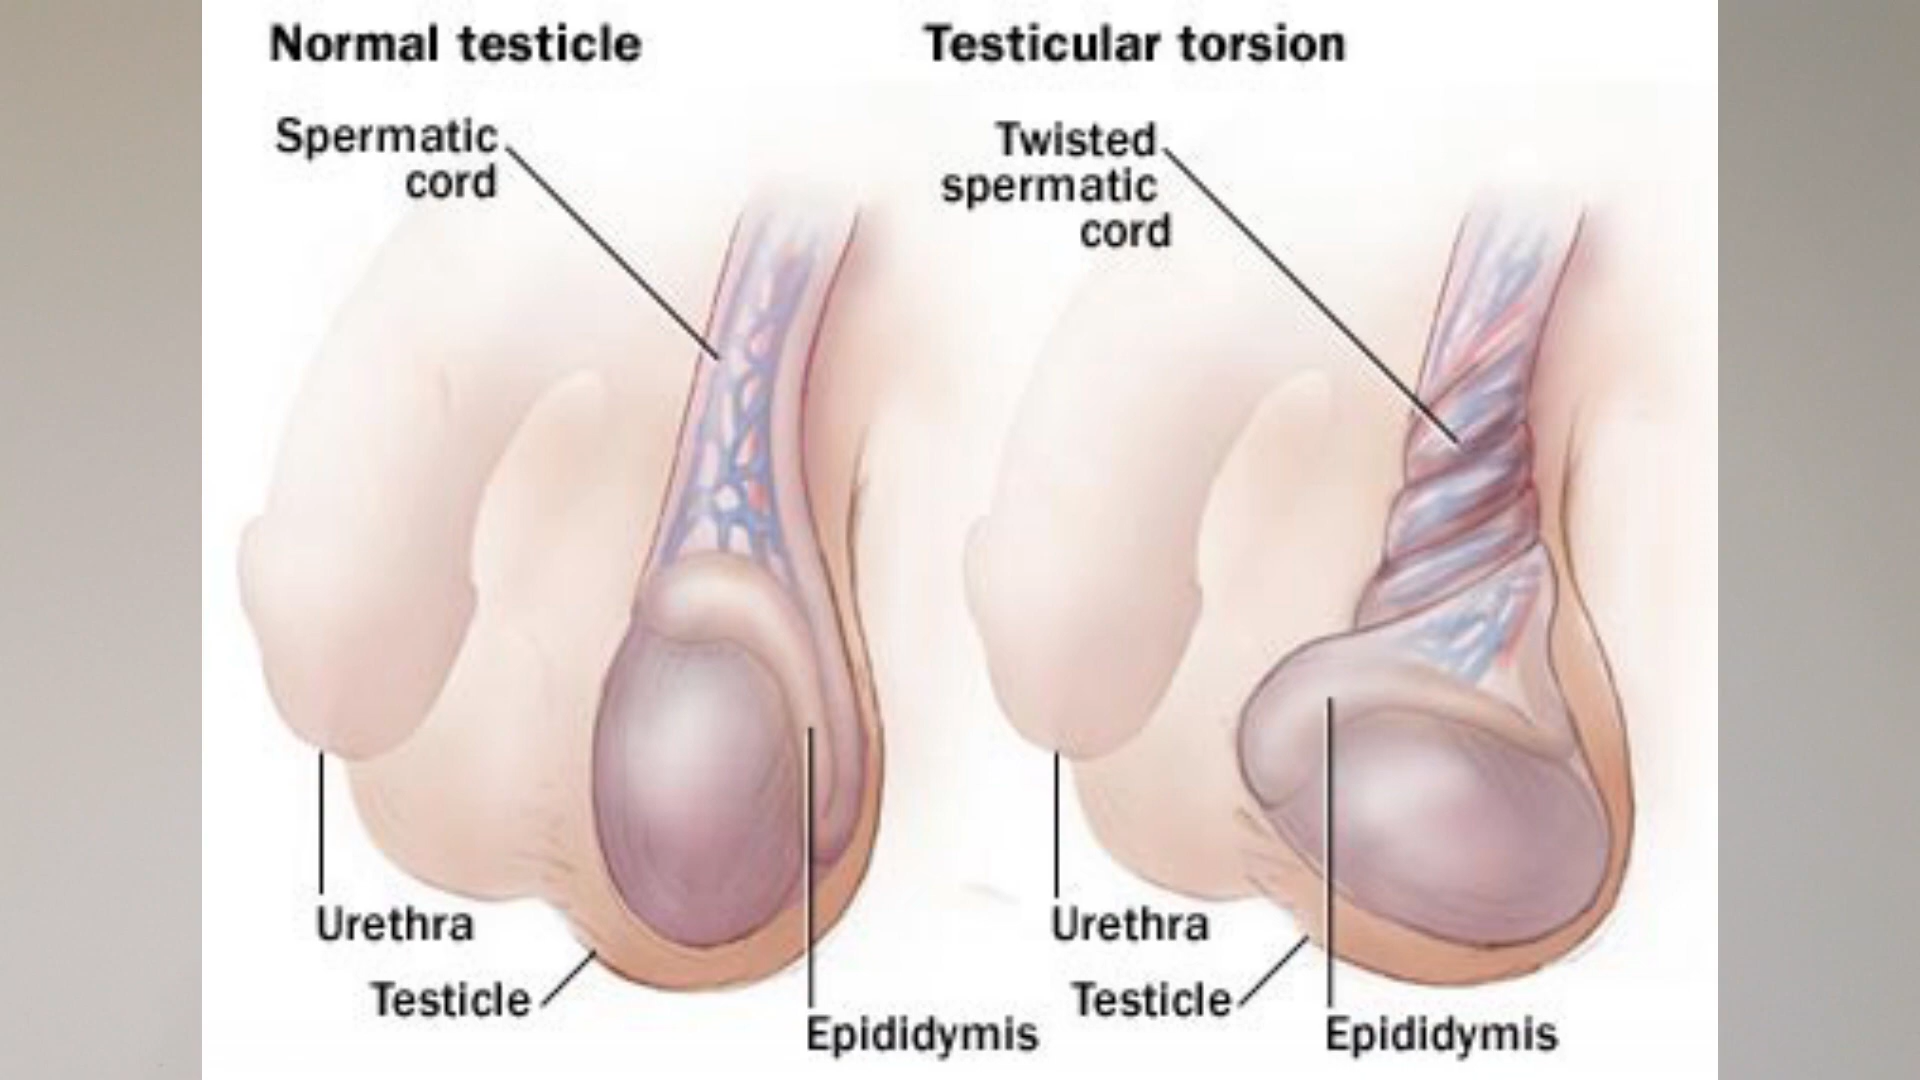 Normal testicle
Spermatic
cord
Urethra
Testicle
Epididymis
Testicular torsion
Twisted
spermatic
cord
Urethra
Testicle
Epididymis